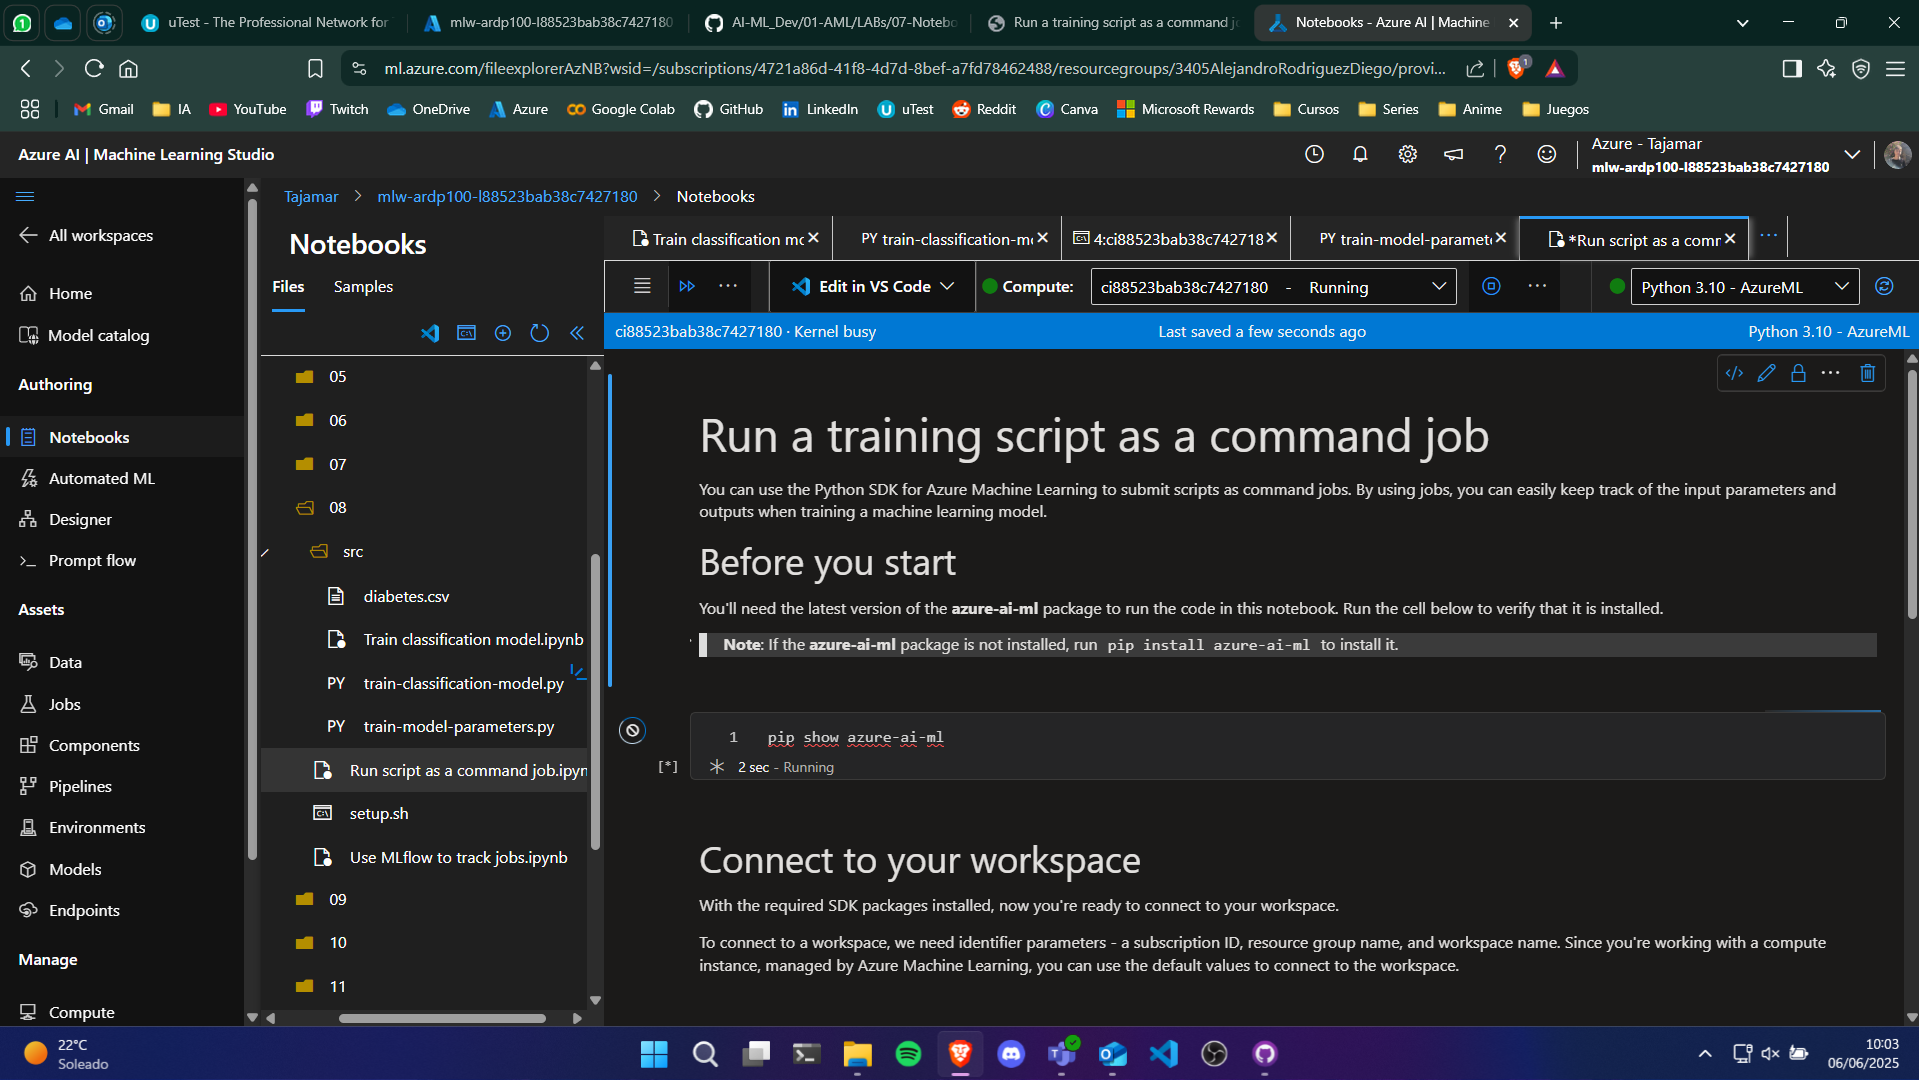 uTest - The Professional Network for
mlw-ardp100-l88523bab38c7427180
AI-ML_Dev/01-AML/LABs/07-Notebo
Run a training script as a command jo
Notebooks - Azure AI | Machine
ml.azure.com/fileexplorerAzNB?wsid=/subscriptions/4721a86d-41f8-4d7d-8bef-a7fd78462488/resourcegroups/3405AlejandroRodriguezDiego/provi...
Gmail
IA
YouTube
Twitch
OneDrive
Azure
Google Colab
GitHub
LinkedIn
uTest
Reddit
Canva
Microsoft Rewards
Cursos
Series
Anime
Juegos
Azure AI | Machine Learning Studio
Azure - Tajamar
mlw-ardp100-l88523bab38c7427180
All workspaces
Home
Model catalog
Authoring
Notebooks
Automated ML
Designer
Prompt flow
Assets
Data
Jobs
Components
Pipelines
Environments
Models
Endpoints
Manage
Compute
Tajamar > mlw-ardp100-l88523bab38c7427180 > Notebooks
Notebooks
Files
Samples
05
06
07
08
src
diabetes.csv
Train classification model.ipynb
PY train-classification-model.py
PY train-model-parameters.py
Run script as a command job.ipyn
setup.sh
Use MLflow to track jobs.ipynb
09
10
11
Train classification mo
PY train-classification-m
4:ci88523bab38c742718
PY train-model-paramet
*Run script as a comm
Edit in VS Code
Compute:
ci88523bab38c7427180 - Running
Python 3.10 - AzureML
ci88523bab38c7427180 · Kernel busy
Last saved a few seconds ago
Python 3.10 - AzureML
Run a training script as a command job
You can use the Python SDK for Azure Machine Learning to submit scripts as command jobs. By using jobs, you can easily keep track of the input parameters and
outputs when training a machine learning model.
Before you start
You'll need the latest version of the azure-ai-ml package to run the code in this notebook. Run the cell below to verify that it is installed.
Note: If the azure-ai-ml package is not installed, run pip install azure-ai-ml to install it.
1 pip show azure-ai-ml
[*]
2 sec - Running
Connect to your workspace
With the required SDK packages installed, now you're ready to connect to your workspace.
To connect to a workspace, we need identifier parameters - a subscription ID, resource group name, and workspace name. Since you're working with a compute
instance, managed by Azure Machine Learning, you can use the default values to connect to the workspace.
22°C
Soleado
10:03
06/06/2025